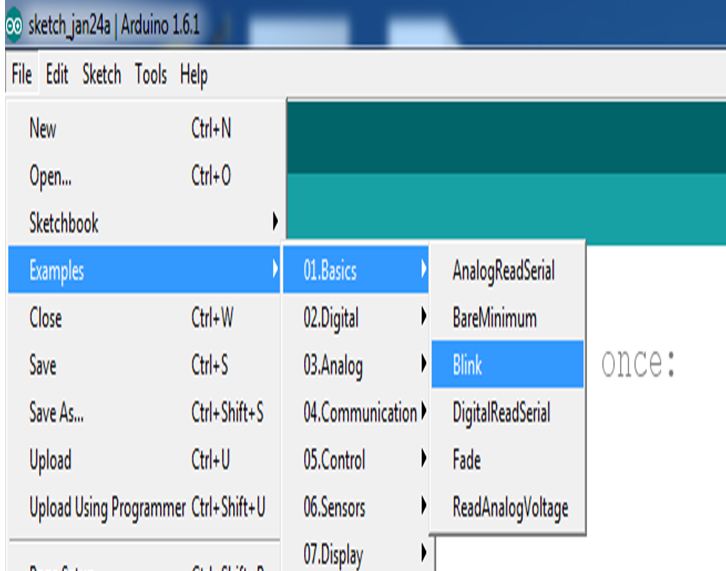 sketch_jan24a | Arduino 1.6.1
File Edit Sketch Tools Help
New Ctrl+N
Open... Ctrl+O
Sketchbook
Examples
Close Ctrl+W
Save Ctrl+S
Save As... Ctrl+Shift+S
Upload Ctrl+U
Upload Using Programmer Ctrl+Shift+U
01.Basics
02.Digital
03.Analog
04.Communication
05.Control
06.Sensors
07.Display
AnalogReadSerial
BareMinimum
Blink
DigitalReadSerial
Fade
ReadAnalogVoltage
once: